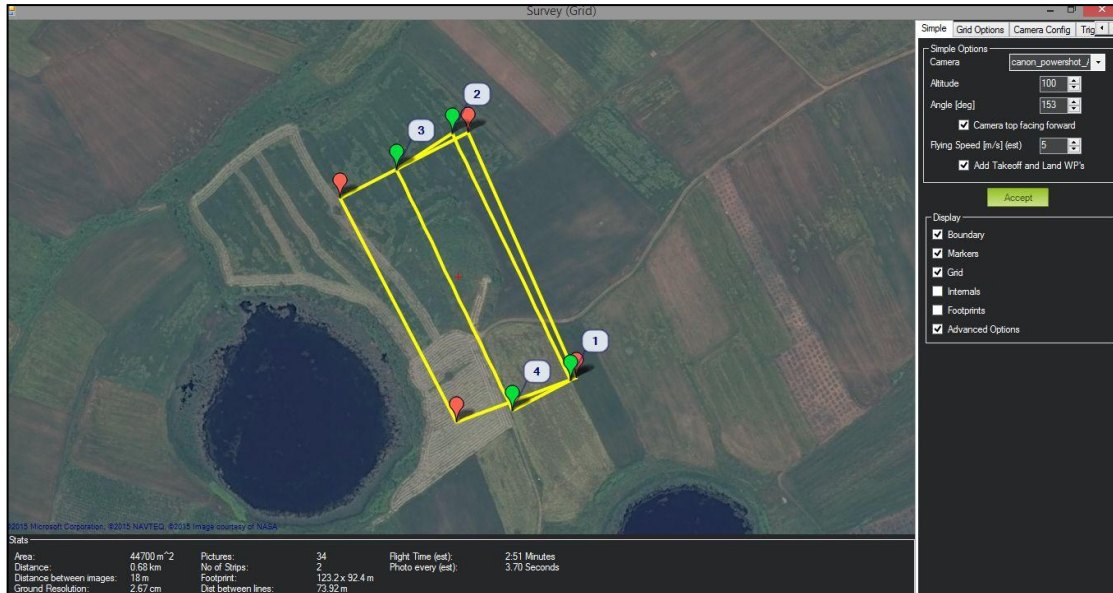 Survey (Grid)
Simple
Grid Options
Camera Config
Trig
Simple Options
Camera canon_powershot_A
Altitude 100
Angle [deg] 153
Camera top facing forward
Flying Speed [m/s] (est) 5
Add Takeoff and Land WP's
Accept
Display
Boundary
Markers
Grid
Internals
Footprints
Advanced Options
2
3
1
4
©2015 Microsoft Corporation, ©2015 NAVTEQ, ©2015 Image courtesy of NASA
Stats
Area: 44700 m^2 Pictures: 34 Flight Time (est): 2:51 Minutes
Distance: 0.68 km No of Strips: 2 Photo every (est): 3.70 Seconds
Distance between images: 18 m Footprint: 123.2 x 92.4 m
Ground Resolution: 2.67 cm Dist between lines: 73.92 m